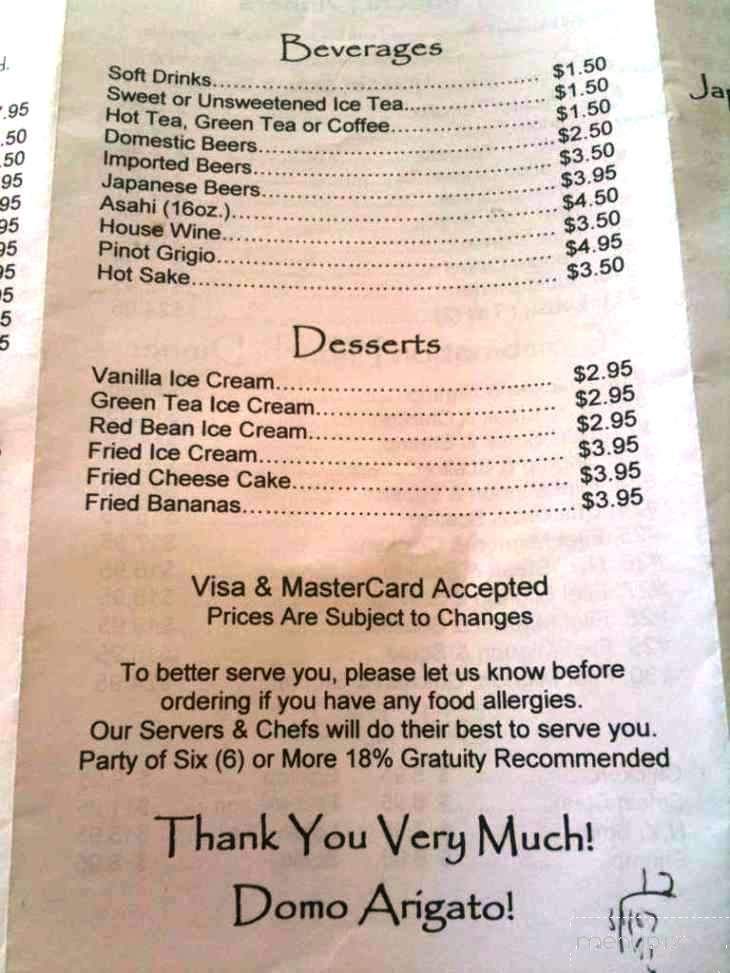 Beverages
Soft Drinks................................................ $1.50
Sweet or Unsweetened Ice Tea..................... $1.50
Hot Tea, Green Tea or Coffee...................... $1.50
Domestic Beers............................................ $2.50
Imported Beers............................................. $3.50
Japanese Beers............................................ $3.95
Asahi (16oz.)................................................ $4.50
House Wine.................................................. $3.50
Pinot Grigio................................................... $4.95
Hot Sake....................................................... $3.50
Desserts
Vanilla Ice Cream........................................ $2.95
Green Tea Ice Cream................................... $2.95
Red Bean Ice Cream.................................... $2.95
Fried Ice Cream............................................ $3.95
Fried Cheese Cake....................................... $3.95
Fried Bananas............................................... $3.95
Visa & MasterCard Accepted
Prices Are Subject to Changes
To better serve you, please let us know before
ordering if you have any food allergies.
Our Servers & Chefs will do their best to serve you.
Party of Six (6) or More 18% Gratuity Recommended
Thank You Very Much!
Domo Arigato!
12
menupix